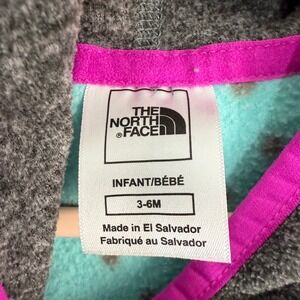 THE
NORTH
®FACE
INFANT/BÉBÉ
3-6M
Made in El Salvador
Fabriqué au Salvador